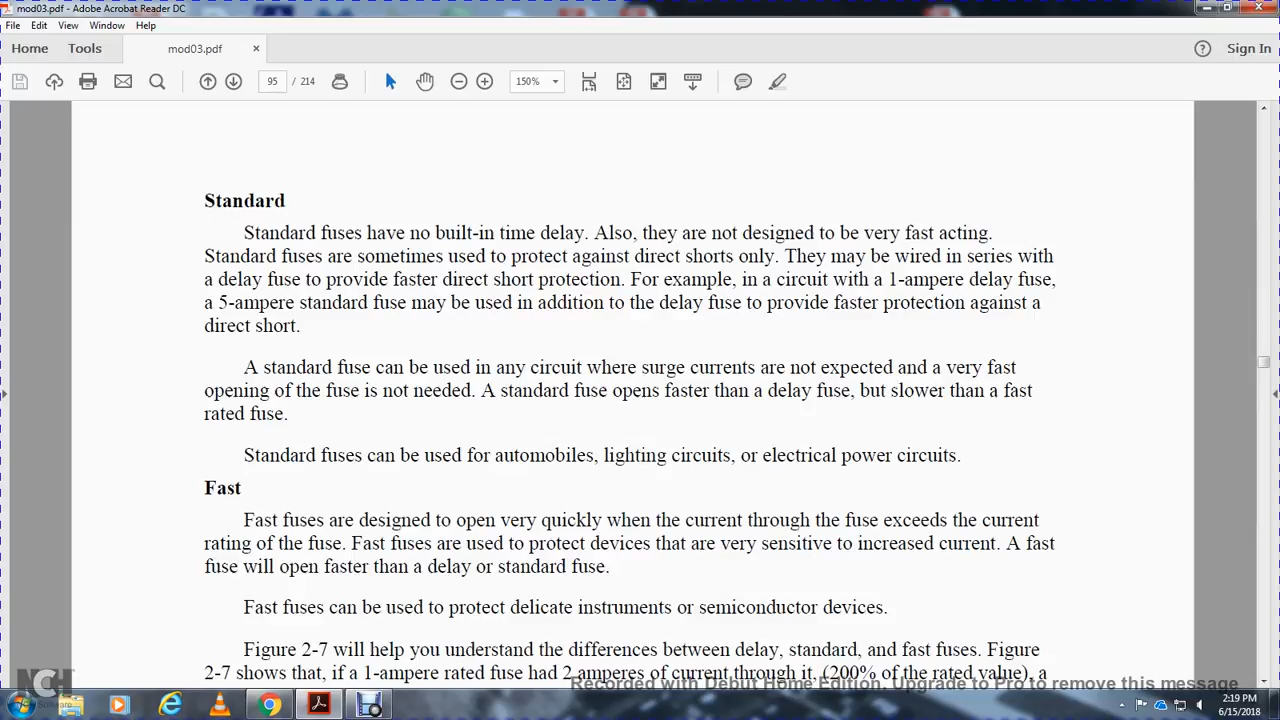 mod03.pdf - Adobe Acrobat Reader DC
File Edit View Window Help
Home Tools mod03.pdf × Sign In
95 / 214 150%
Standard
Standard fuses have no built-in time delay. Also, they are not designed to be very fast acting.
Standard fuses are sometimes used to protect against direct shorts only. They may be wired in series with
a delay fuse to provide faster direct short protection. For example, in a circuit with a 1-ampere delay fuse,
a 5-ampere standard fuse may be used in addition to the delay fuse to provide faster protection against a
direct short.
A standard fuse can be used in any circuit where surge currents are not expected and a very fast
opening of the fuse is not needed. A standard fuse opens faster than a delay fuse, but slower than a fast
rated fuse.
Standard fuses can be used for automobiles, lighting circuits, or electrical power circuits.
Fast
Fast fuses are designed to open very quickly when the current through the fuse exceeds the current
rating of the fuse. Fast fuses are used to protect devices that are very sensitive to increased current. A fast
fuse will open faster than a delay or standard fuse.
Fast fuses can be used to protect delicate instruments or semiconductor devices.
Figure 2-7 will help you understand the differences between delay, standard, and fast fuses. Figure
2-7 shows that, if a 1-ampere rated fuse had 2 amperes of current through it, (200% of the rated value), a
Recorded with Debut Home Edition. Upgrade to Pro to remove this message
NCH
Software
2:19 PM
6/15/2018